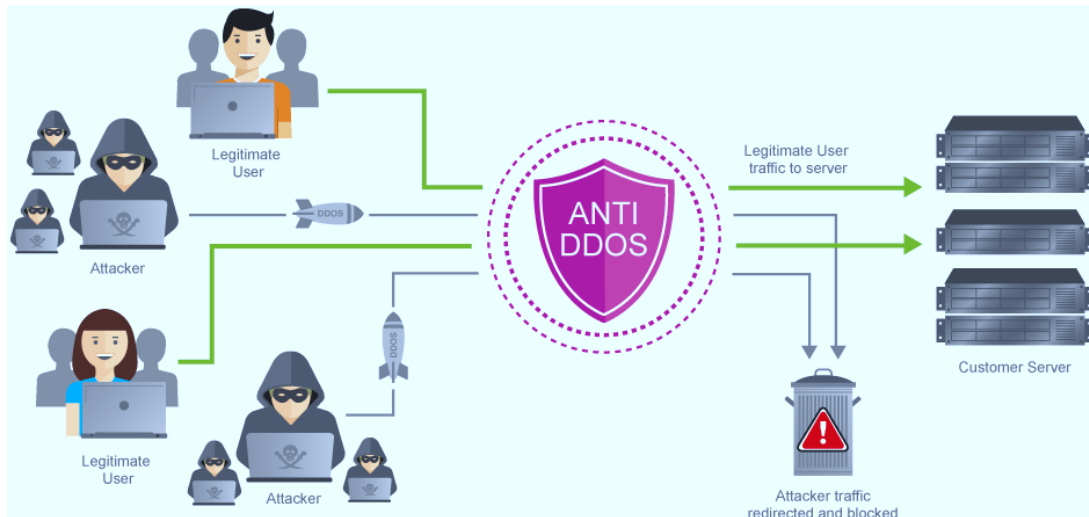 Legitimate
User
Attacker
DDOS
Legitimate
User
DDOS
Attacker
ANTI
DDOS
Legitimate User
traffic to server
Customer Server
Attacker traffic
redirected and blocked